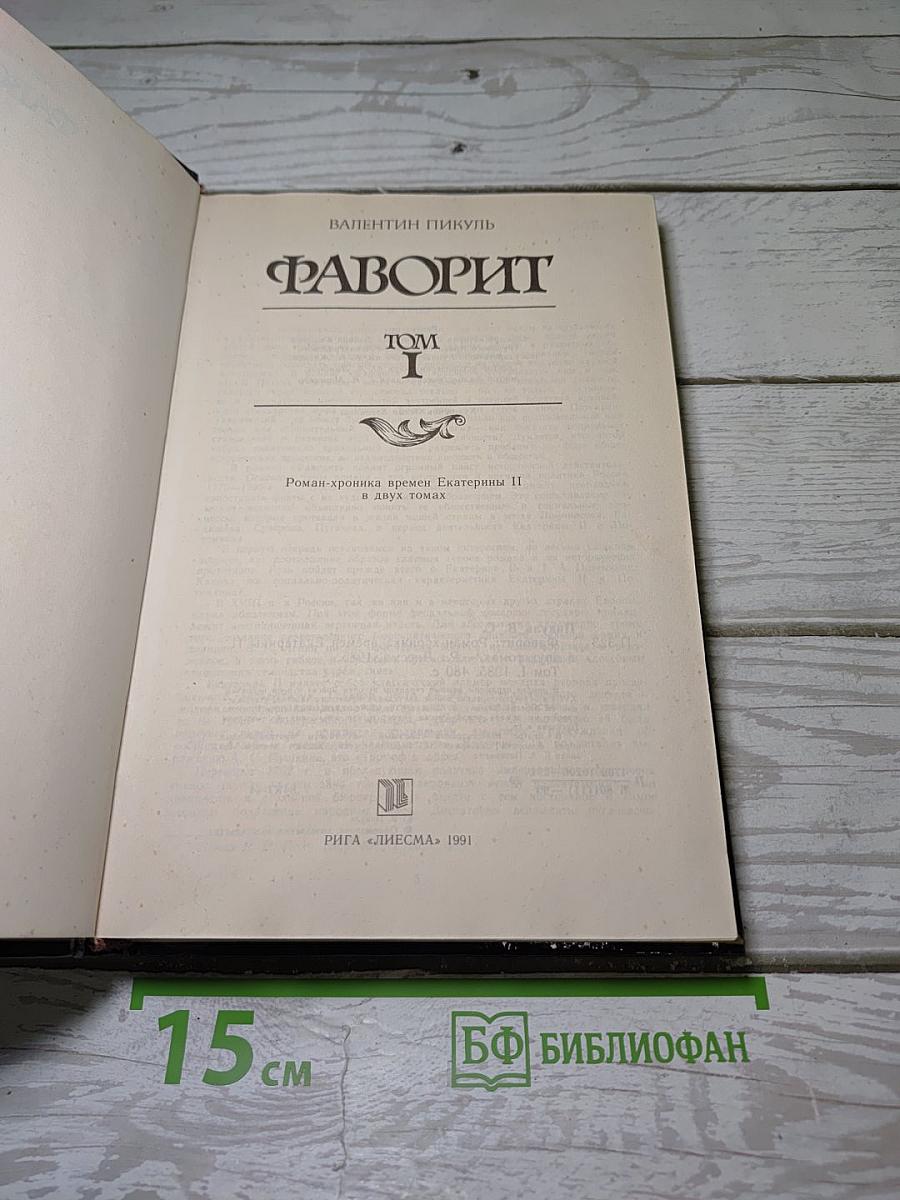 ВАЛЕНТИН ПИКУЛЬ
ФАВОРИТ
ТОМ
I
Роман-хроника времен Екатерины II
в двух томах
РИГА «ЛИЕСМА» 1991
15 см
БФ БИБЛИОФАН